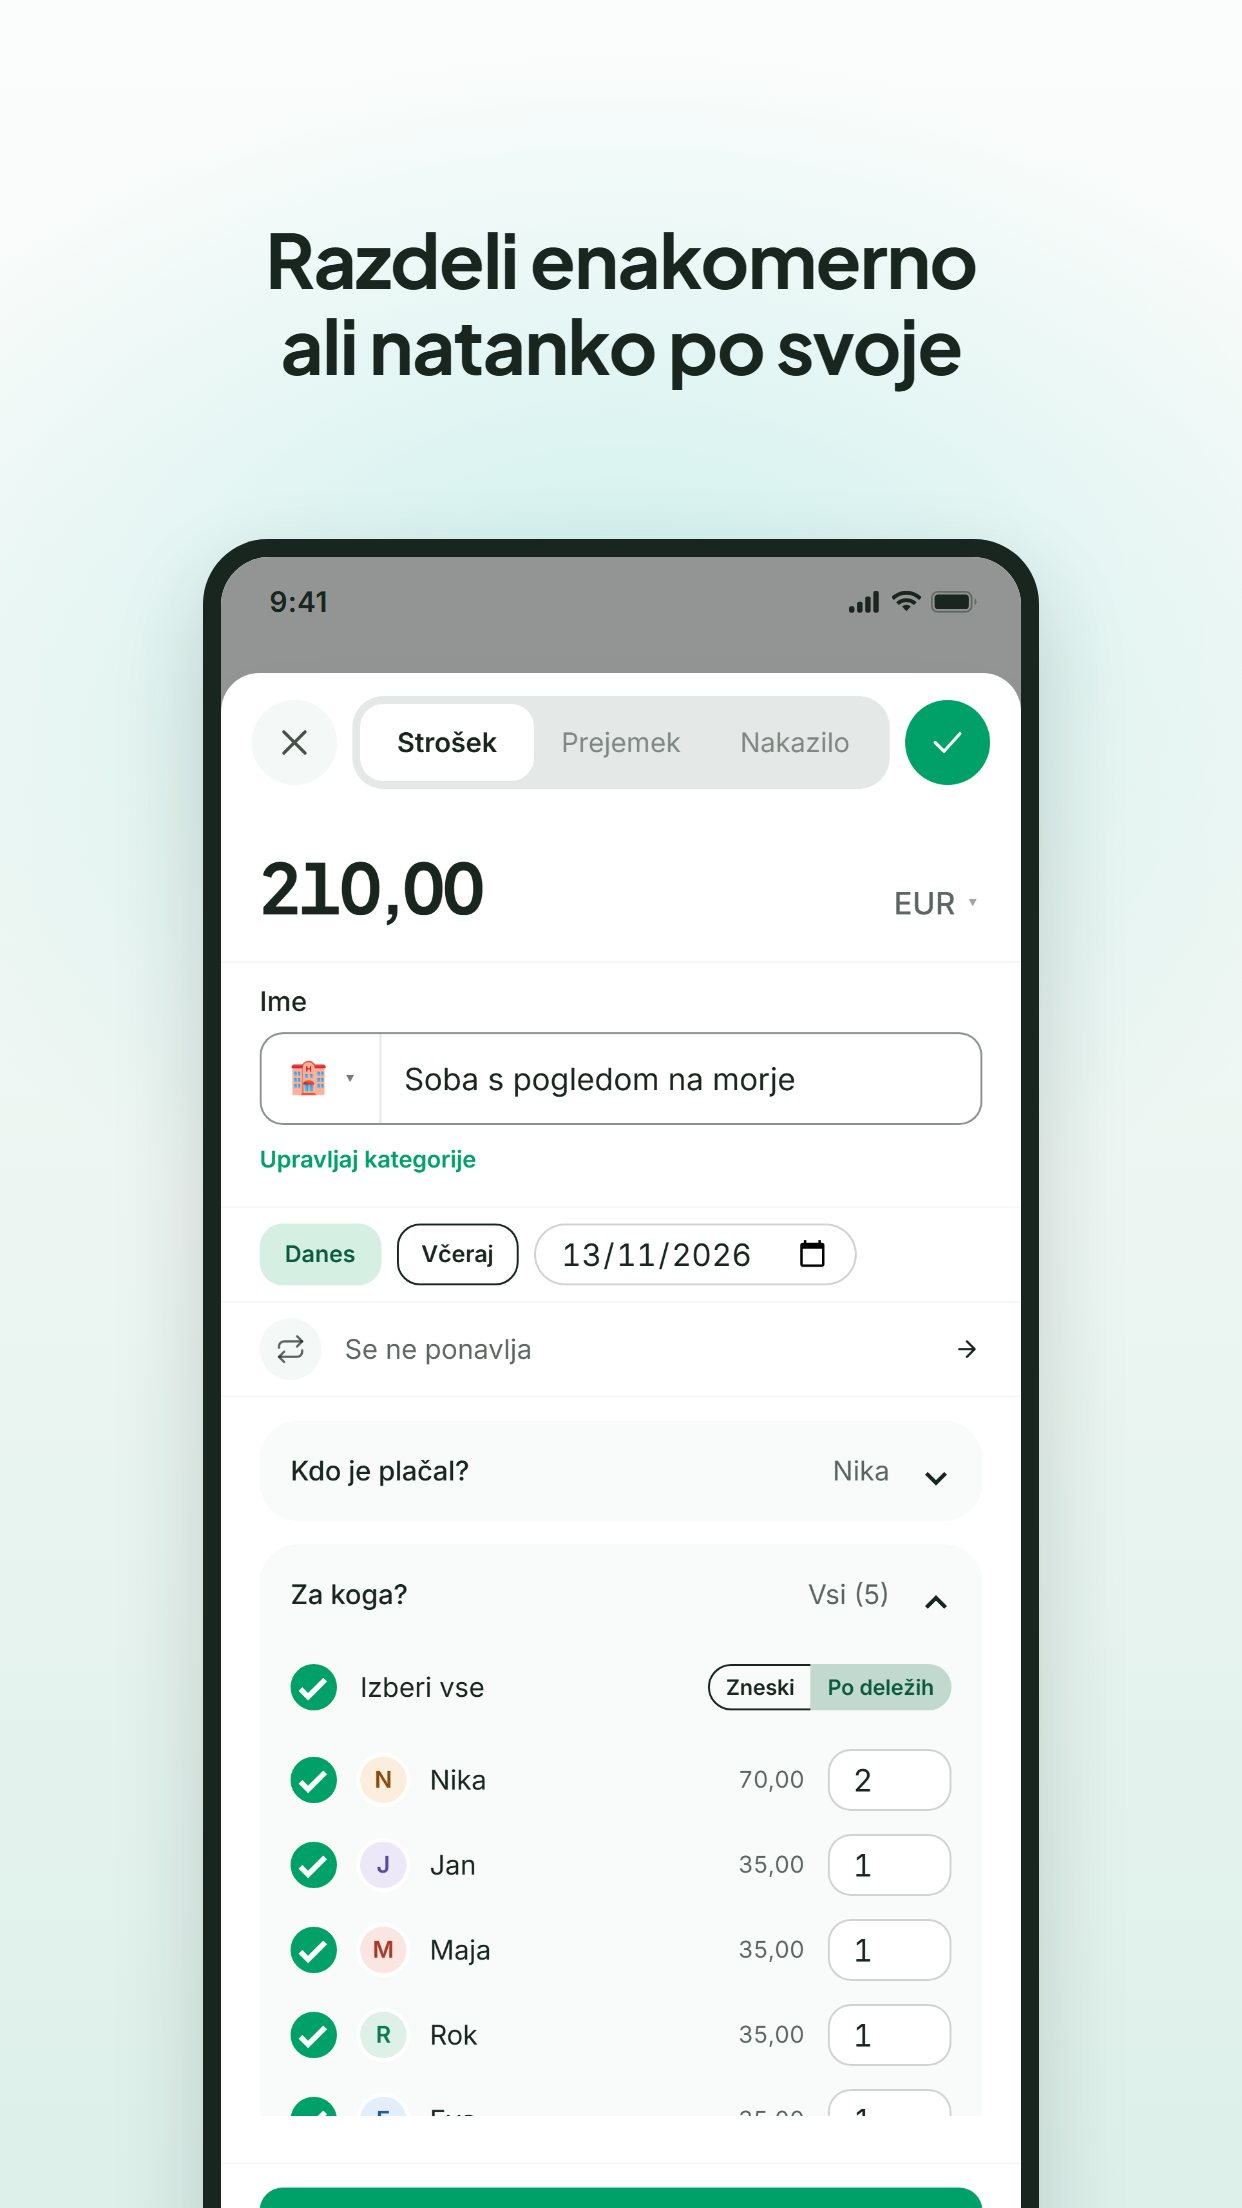 Razdeli enakomerno
ali natanko po svoje
9:41
Strošek Prejemek Nakazilo
210,00 EUR
Ime
Soba s pogledom na morje
Upravljaj kategorije
Danes Včeraj 13/11/2026
Se ne ponavlja
Kdo je plačal? Nika
Za koga? Vsi (5)
Izberi vse Zneski Po deležih
N Nika 70,00 2
J Jan 35,00 1
M Maja 35,00 1
R Rok 35,00 1